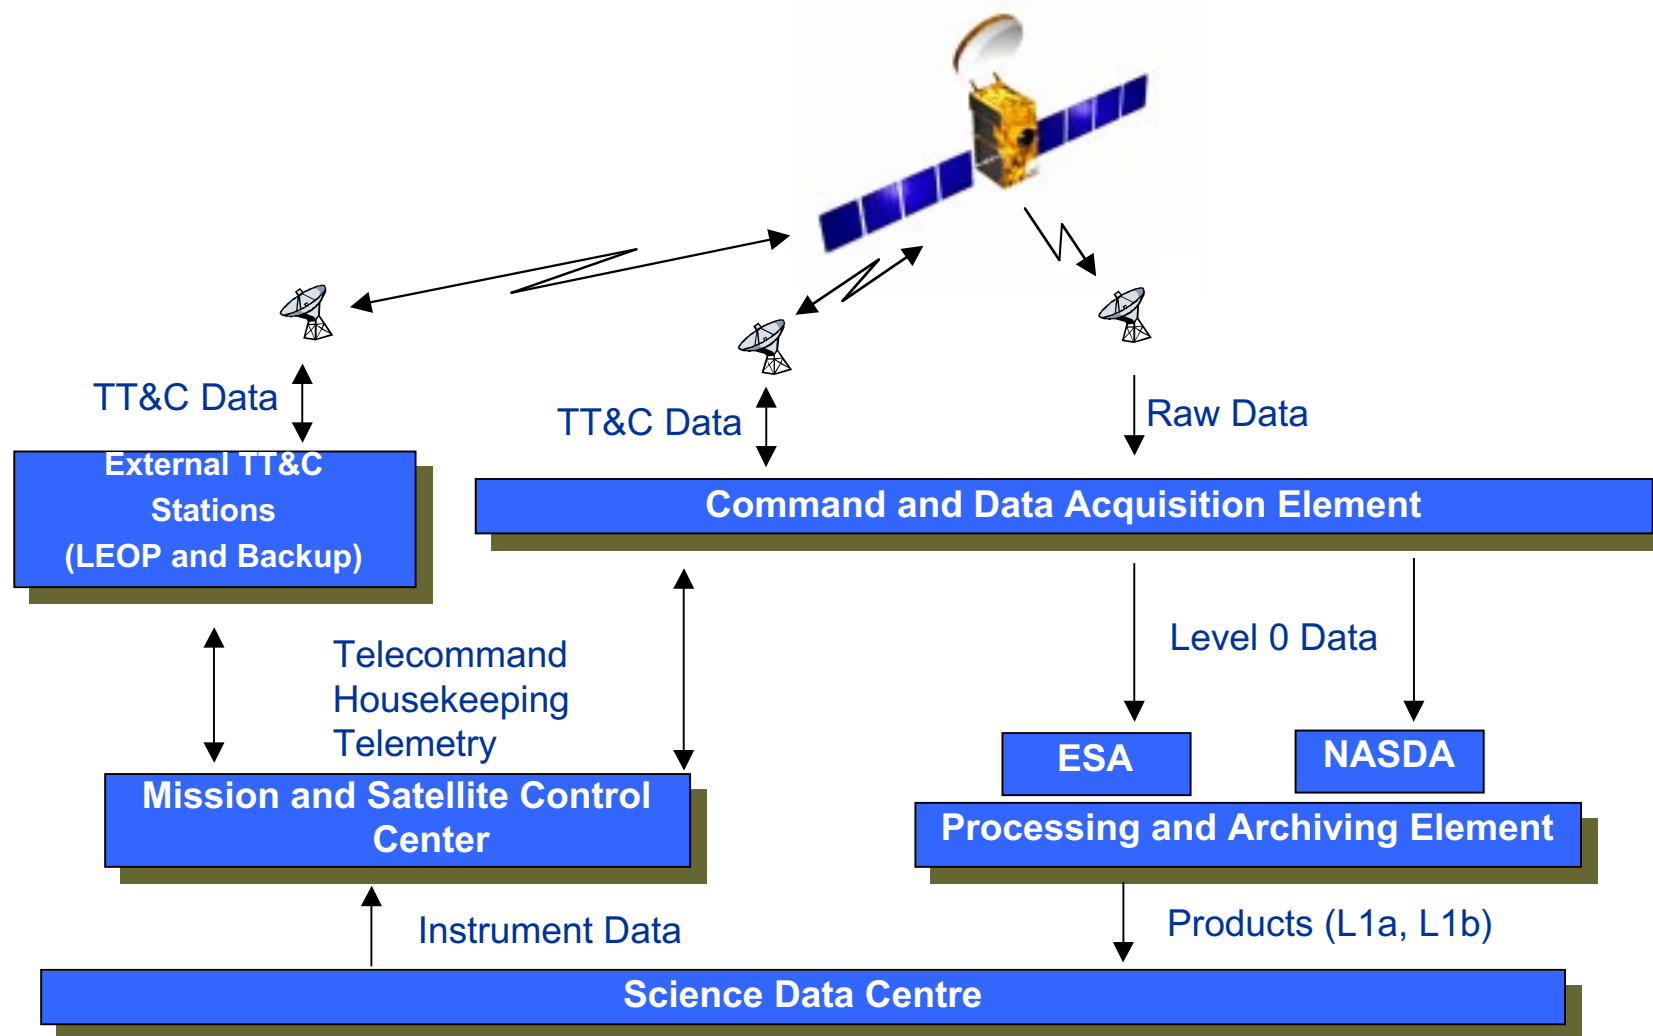 TT&C Data
TT&C Data
Raw Data
External TT&C
Stations
(LEOP and Backup)
Command and Data Acquisition Element
Telecommand
Housekeeping
Telemetry
Level 0 Data
ESA
NASDA
Mission and Satellite Control
Center
Processing and Archiving Element
Instrument Data
Products (L1a, L1b)
Science Data Centre